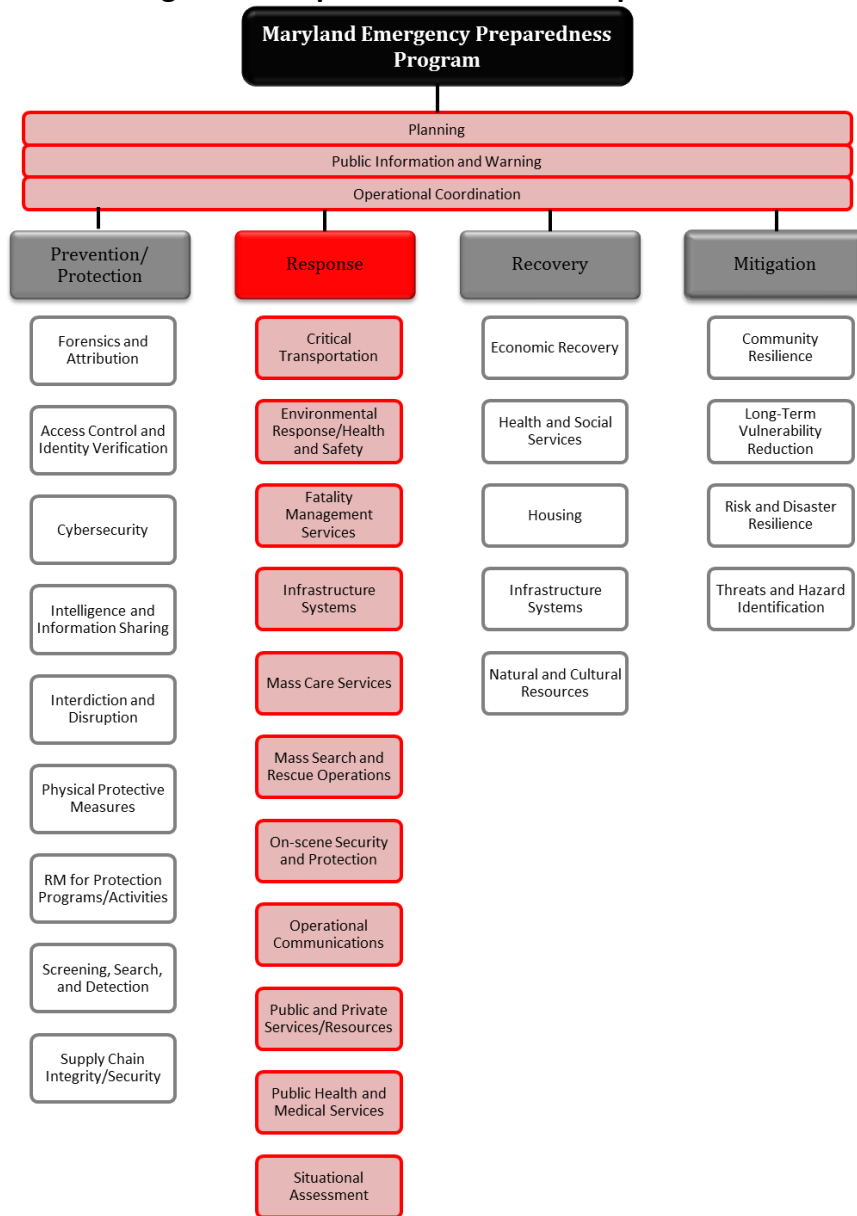 Maryland Emergency Preparedness
Program
Planning
Public Information and Warning
Operational Coordination
Prevention/
Protection
Forensics and
Attribution
Access Control and
Identity Verification
Cybersecurity
Intelligence and
Information Sharing
Interdiction and
Disruption
Physical Protective
Measures
RM for Protection
Programs/Activities
Screening, Search,
and Detection
Supply Chain
Integrity/Security
Response
Critical
Transportation
Environmental
Response/Health
and Safety
Fatality
Management
Services
Infrastructure
Systems
Mass Care Services
Mass Search and
Rescue Operations
On-scene Security
and Protection
Operational
Communications
Public and Private
Services/Resources
Public Health and
Medical Services
Situational
Assessment
Recovery
Economic Recovery
Health and Social
Services
Housing
Infrastructure
Systems
Natural and Cultural
Resources
Mitigation
Community
Resilience
Long-Term
Vulnerability
Reduction
Risk and Disaster
Resilience
Threats and Hazard
Identification